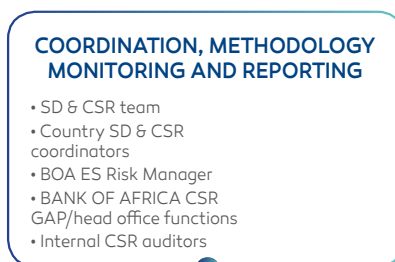 COORDINATION, METHODOLOGY
MONITORING AND REPORTING
• SD & CSR team
• Country SD & CSR
coordinators
• BOA ES Risk Manager
• BANK OF AFRICA CSR
GAP/head office functions
• Internal CSR auditors